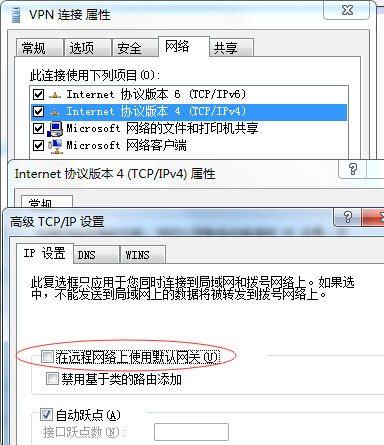 VPN 连接 属性
常规 选项 安全 网络 共享
此连接使用下列项目(O):
Internet 协议版本 6 (TCP/IPv6)
Internet 协议版本 4 (TCP/IPv4)
Microsoft 网络的文件和打印机共享
Microsoft 网络客户端
Internet 协议版本 4 (TCP/IPv4) 属性
常规
高级 TCP/IP 设置
IP 设置 DNS WINS
此复选框只应用于您同时连接到局域网和拨号网络上。如果选
中，不能发送到局域网上的数据将被转发到拨号网络上。
在远程网络上使用默认网关(U)
禁用基于类的路由添加
自动跃点(A)
接口跃点数(N):